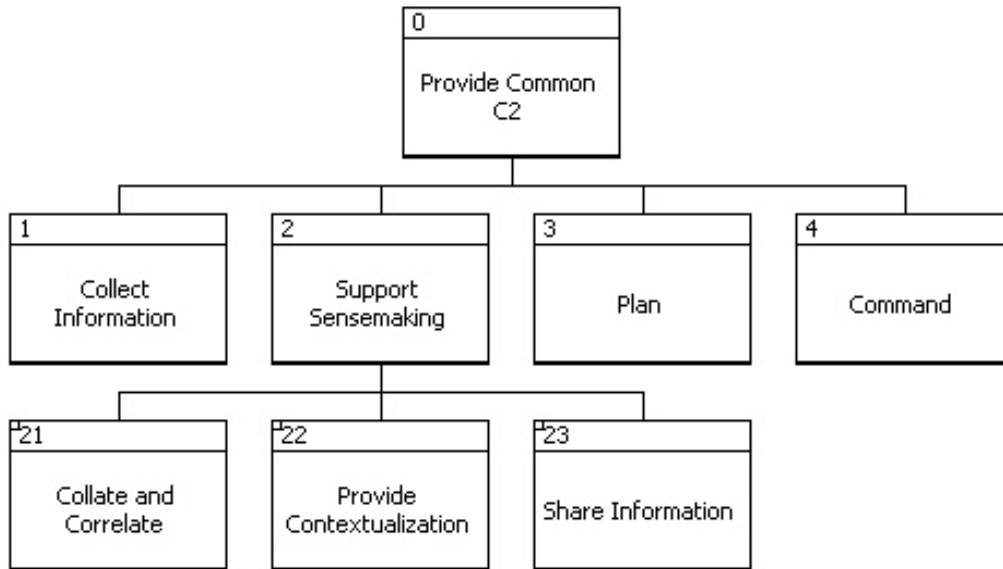 0
Provide Common
C2
1
Collect
Information
2
Support
Sensemaking
3
Plan
4
Command
21
Collate and
Correlate
22
Provide
Contextualization
23
Share Information